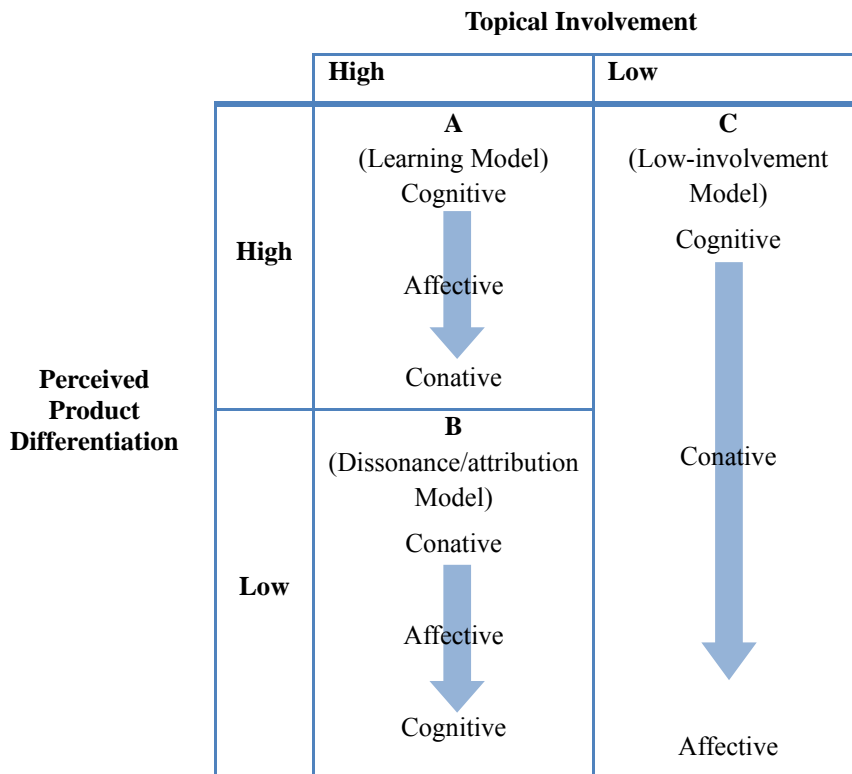 Topical Involvement
High
Low
Perceived
Product
Differentiation
High
A
(Learning Model)
Cognitive
Affective
Conative
C
(Low-involvement
Model)
Cognitive
Conative
Affective
Low
B
(Dissonance/attribution
Model)
Conative
Affective
Cognitive